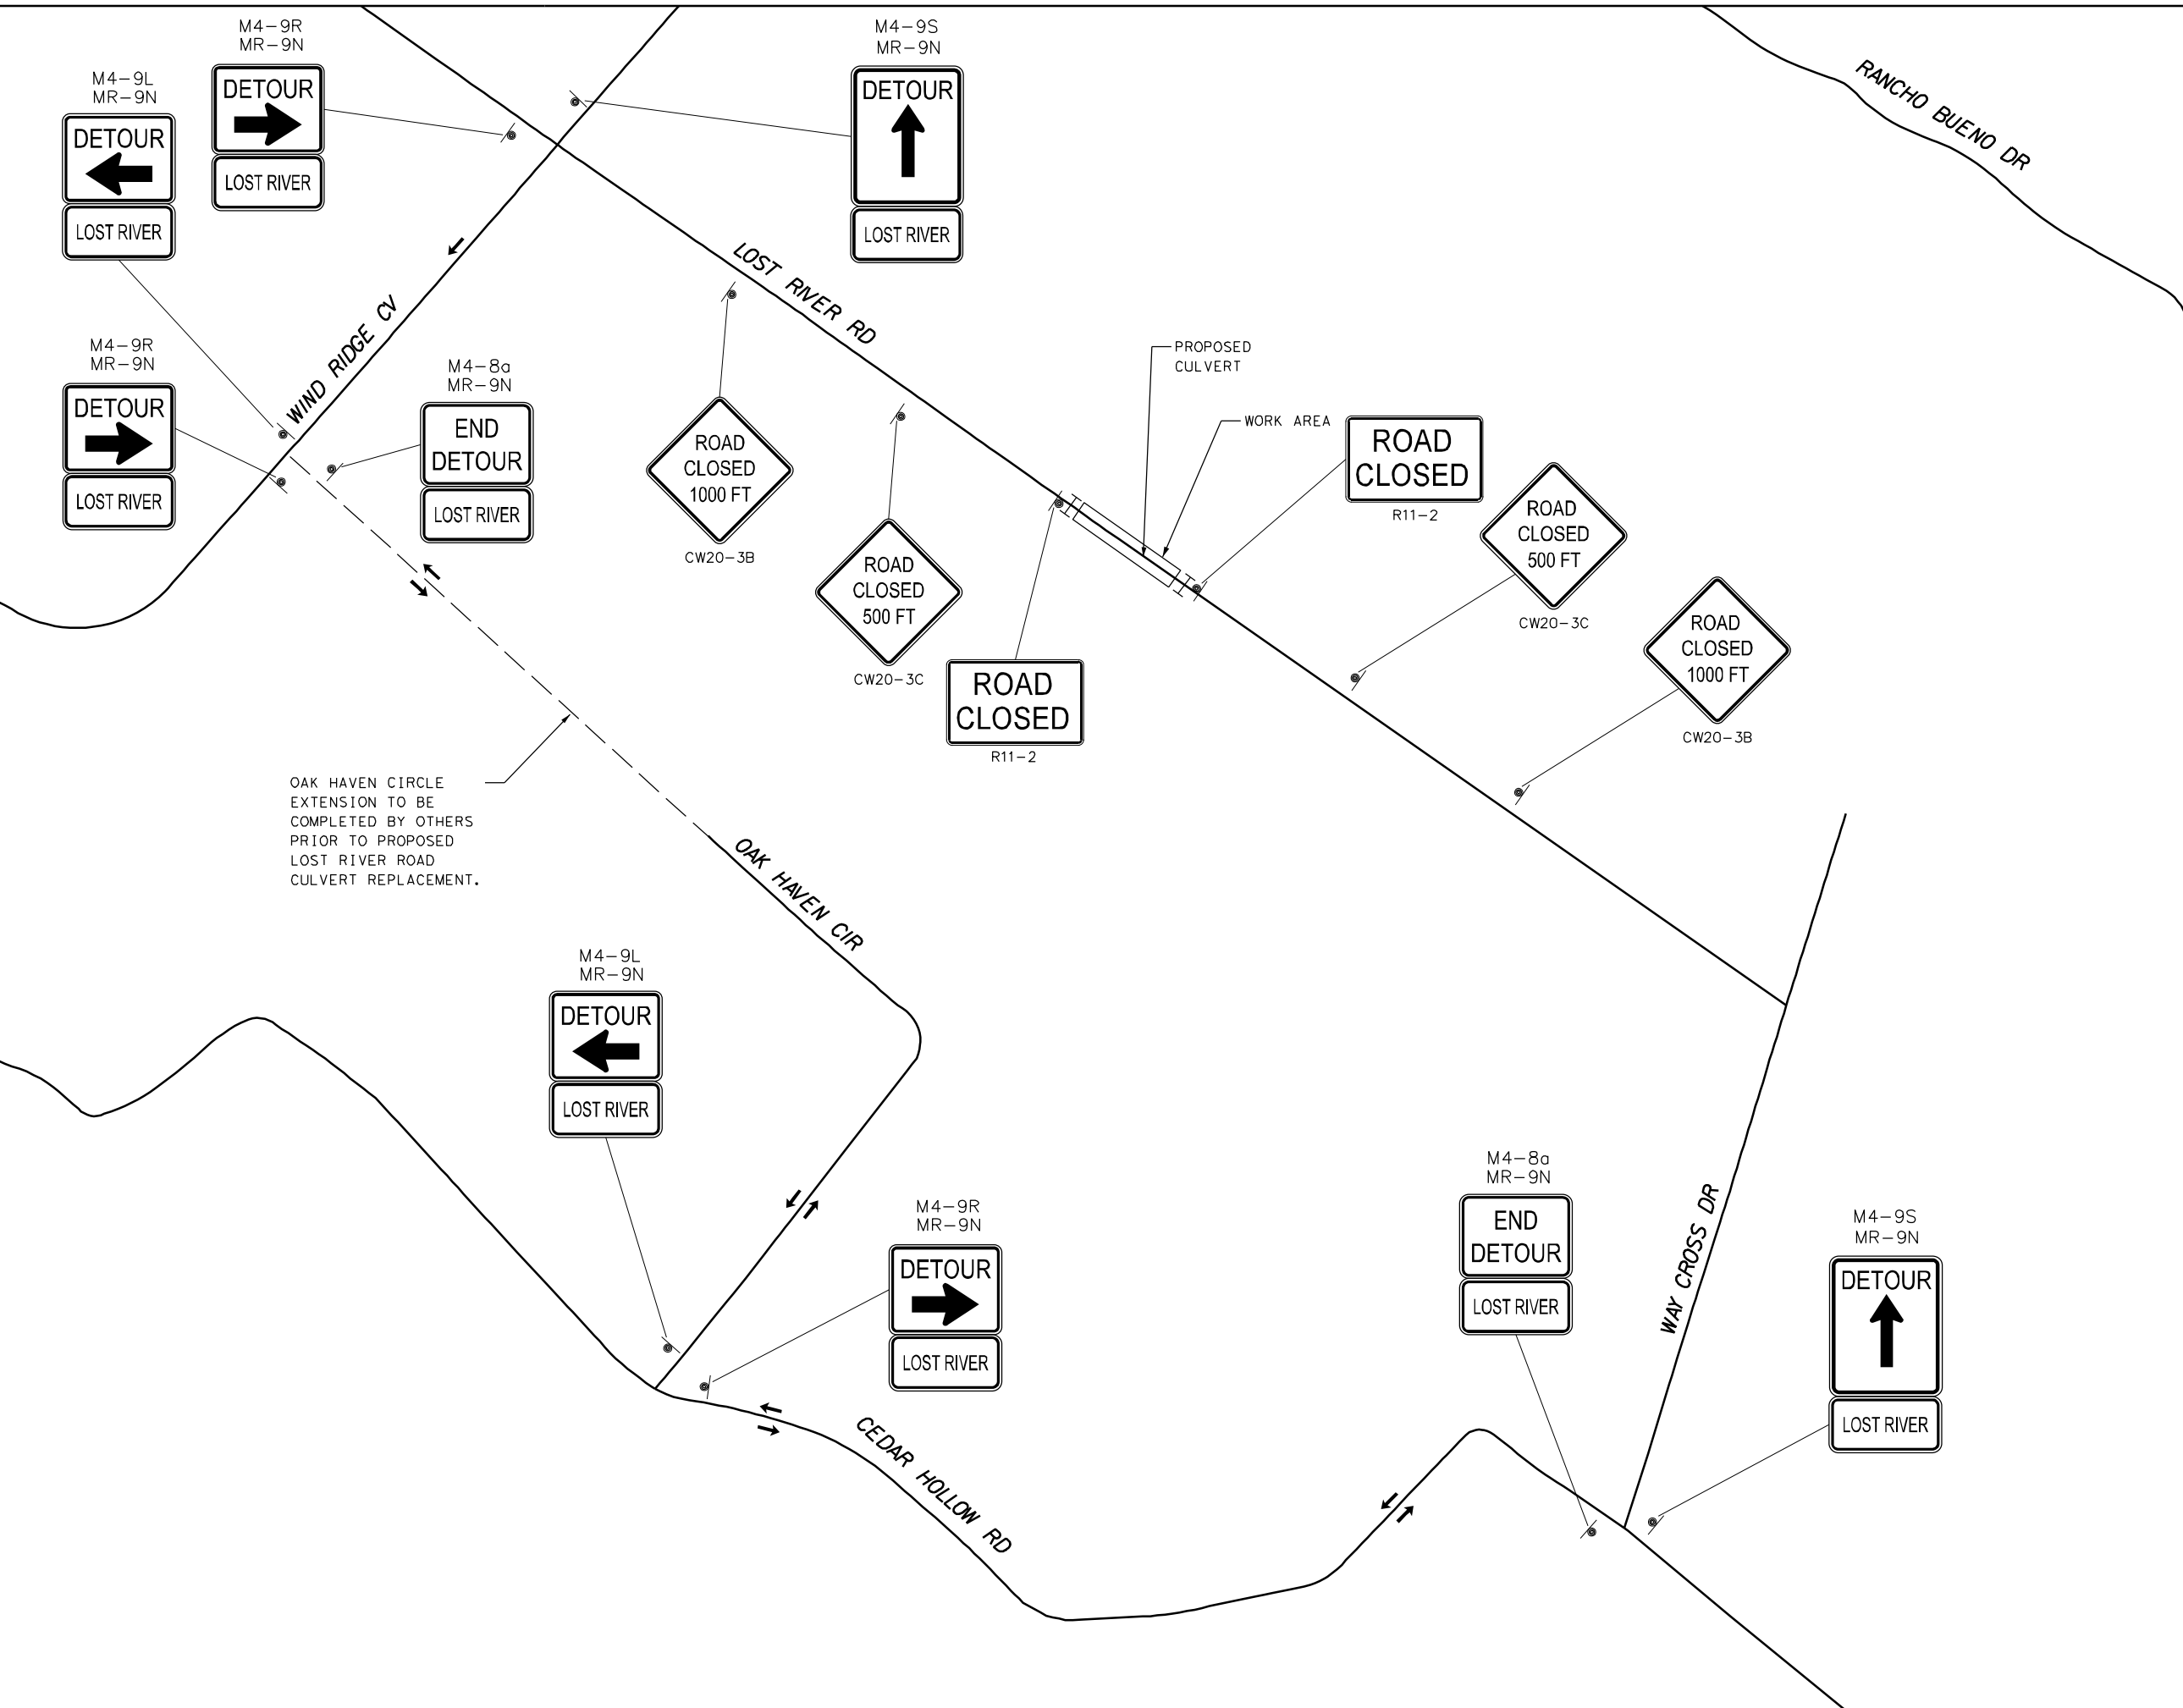 M4-9R
MR-9N
DETOUR
LOST RIVER
M4-9S
MR-9N
DETOUR
LOST RIVER
RANCHO BUENO DR
M4-9L
MR-9N
DETOUR
LOST RIVER
LOST RIVER RD
WIND RIDGE CV
M4-9R
MR-9N
DETOUR
LOST RIVER
M4-8a
MR-9N
END
DETOUR
LOST RIVER
ROAD
CLOSED
1000 FT
CW20-3B
ROAD
CLOSED
500 FT
CW20-3C
PROPOSED
CULVERT
WORK AREA
ROAD
CLOSED
R11-2
ROAD
CLOSED
R11-2
ROAD
CLOSED
500 FT
CW20-3C
ROAD
CLOSED
1000 FT
CW20-3B
OAK HAVEN CIRCLE
EXTENSION TO BE
COMPLETED BY OTHERS
PRIOR TO PROPOSED
LOST RIVER ROAD
CULVERT REPLACEMENT.
OAK HAVEN CIR
M4-9L
MR-9N
DETOUR
LOST RIVER
M4-9R
MR-9N
DETOUR
LOST RIVER
CEDAR HOLLOW RD
M4-8a
MR-9N
END
DETOUR
LOST RIVER
WAY CROSS DR
M4-9S
MR-9N
DETOUR
LOST RIVER